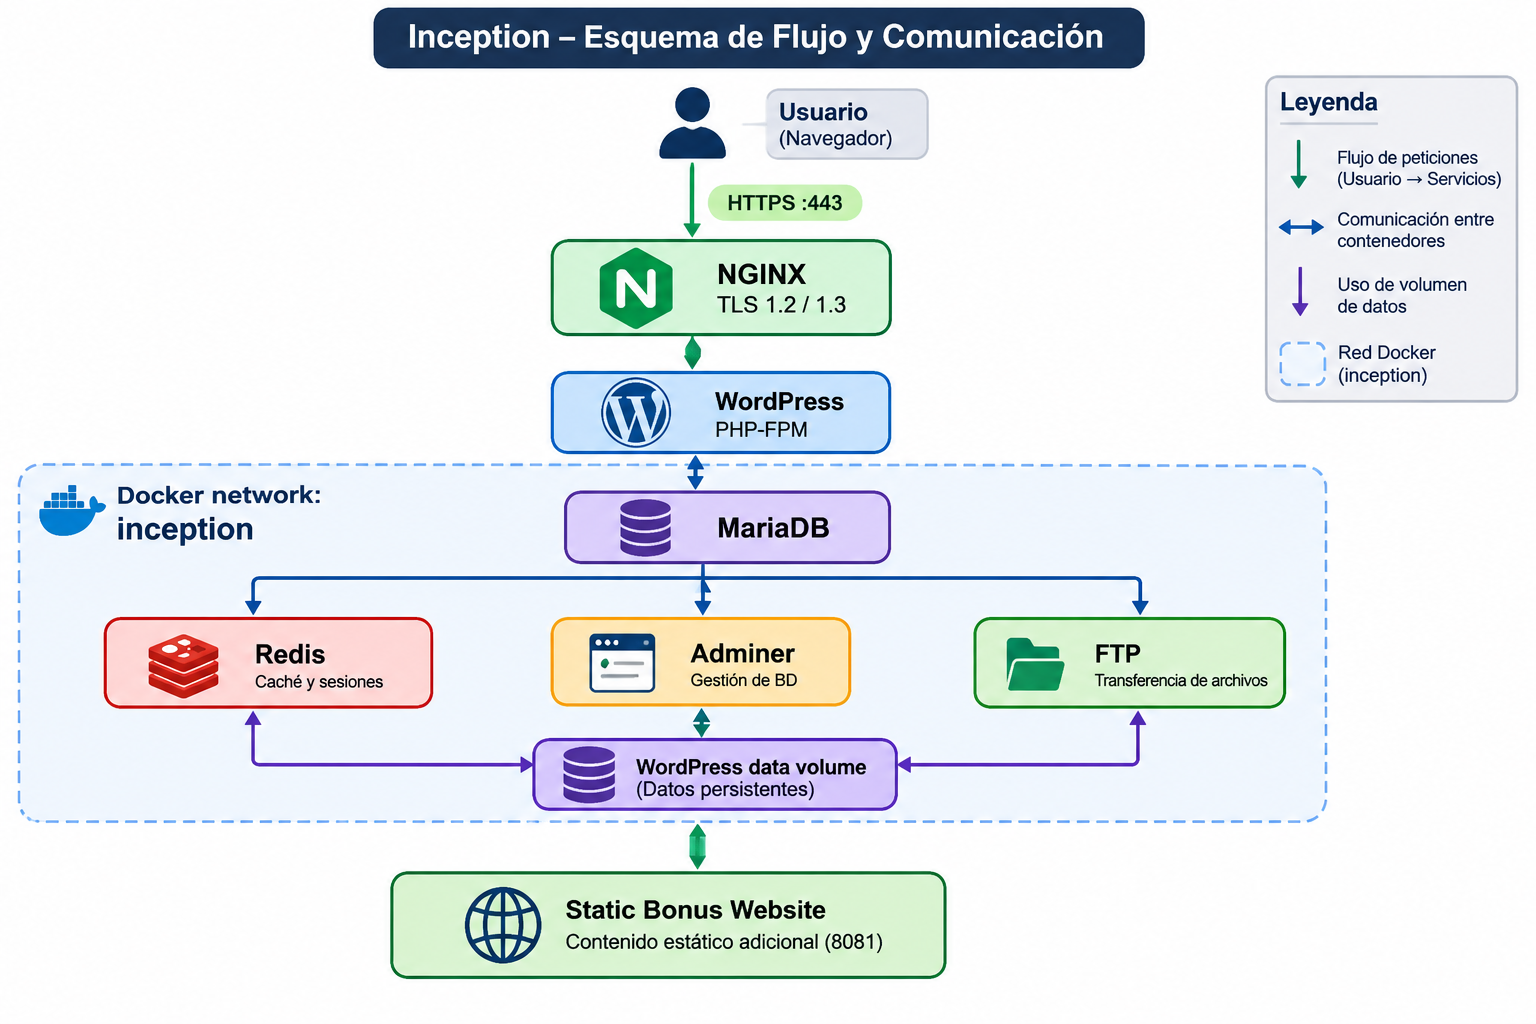 Inception – Esquema de Flujo y Comunicación
Usuario
(Navegador)
HTTPS :443
Leyenda
Flujo de peticiones
(Usuario → Servicios)
Comunicación entre
contenedores
Uso de volumen
de datos
Red Docker
(inception)
N
NGINX
TLS 1.2 / 1.3
W
WordPress
PHP-FPM
Docker network:
inception
MariaDB
Redis
Caché y sesiones
Adminer
Gestión de BD
FTP
Transferencia de archivos
WordPress data volume
(Datos persistentes)
Static Bonus Website
Contenido estático adicional (8081)